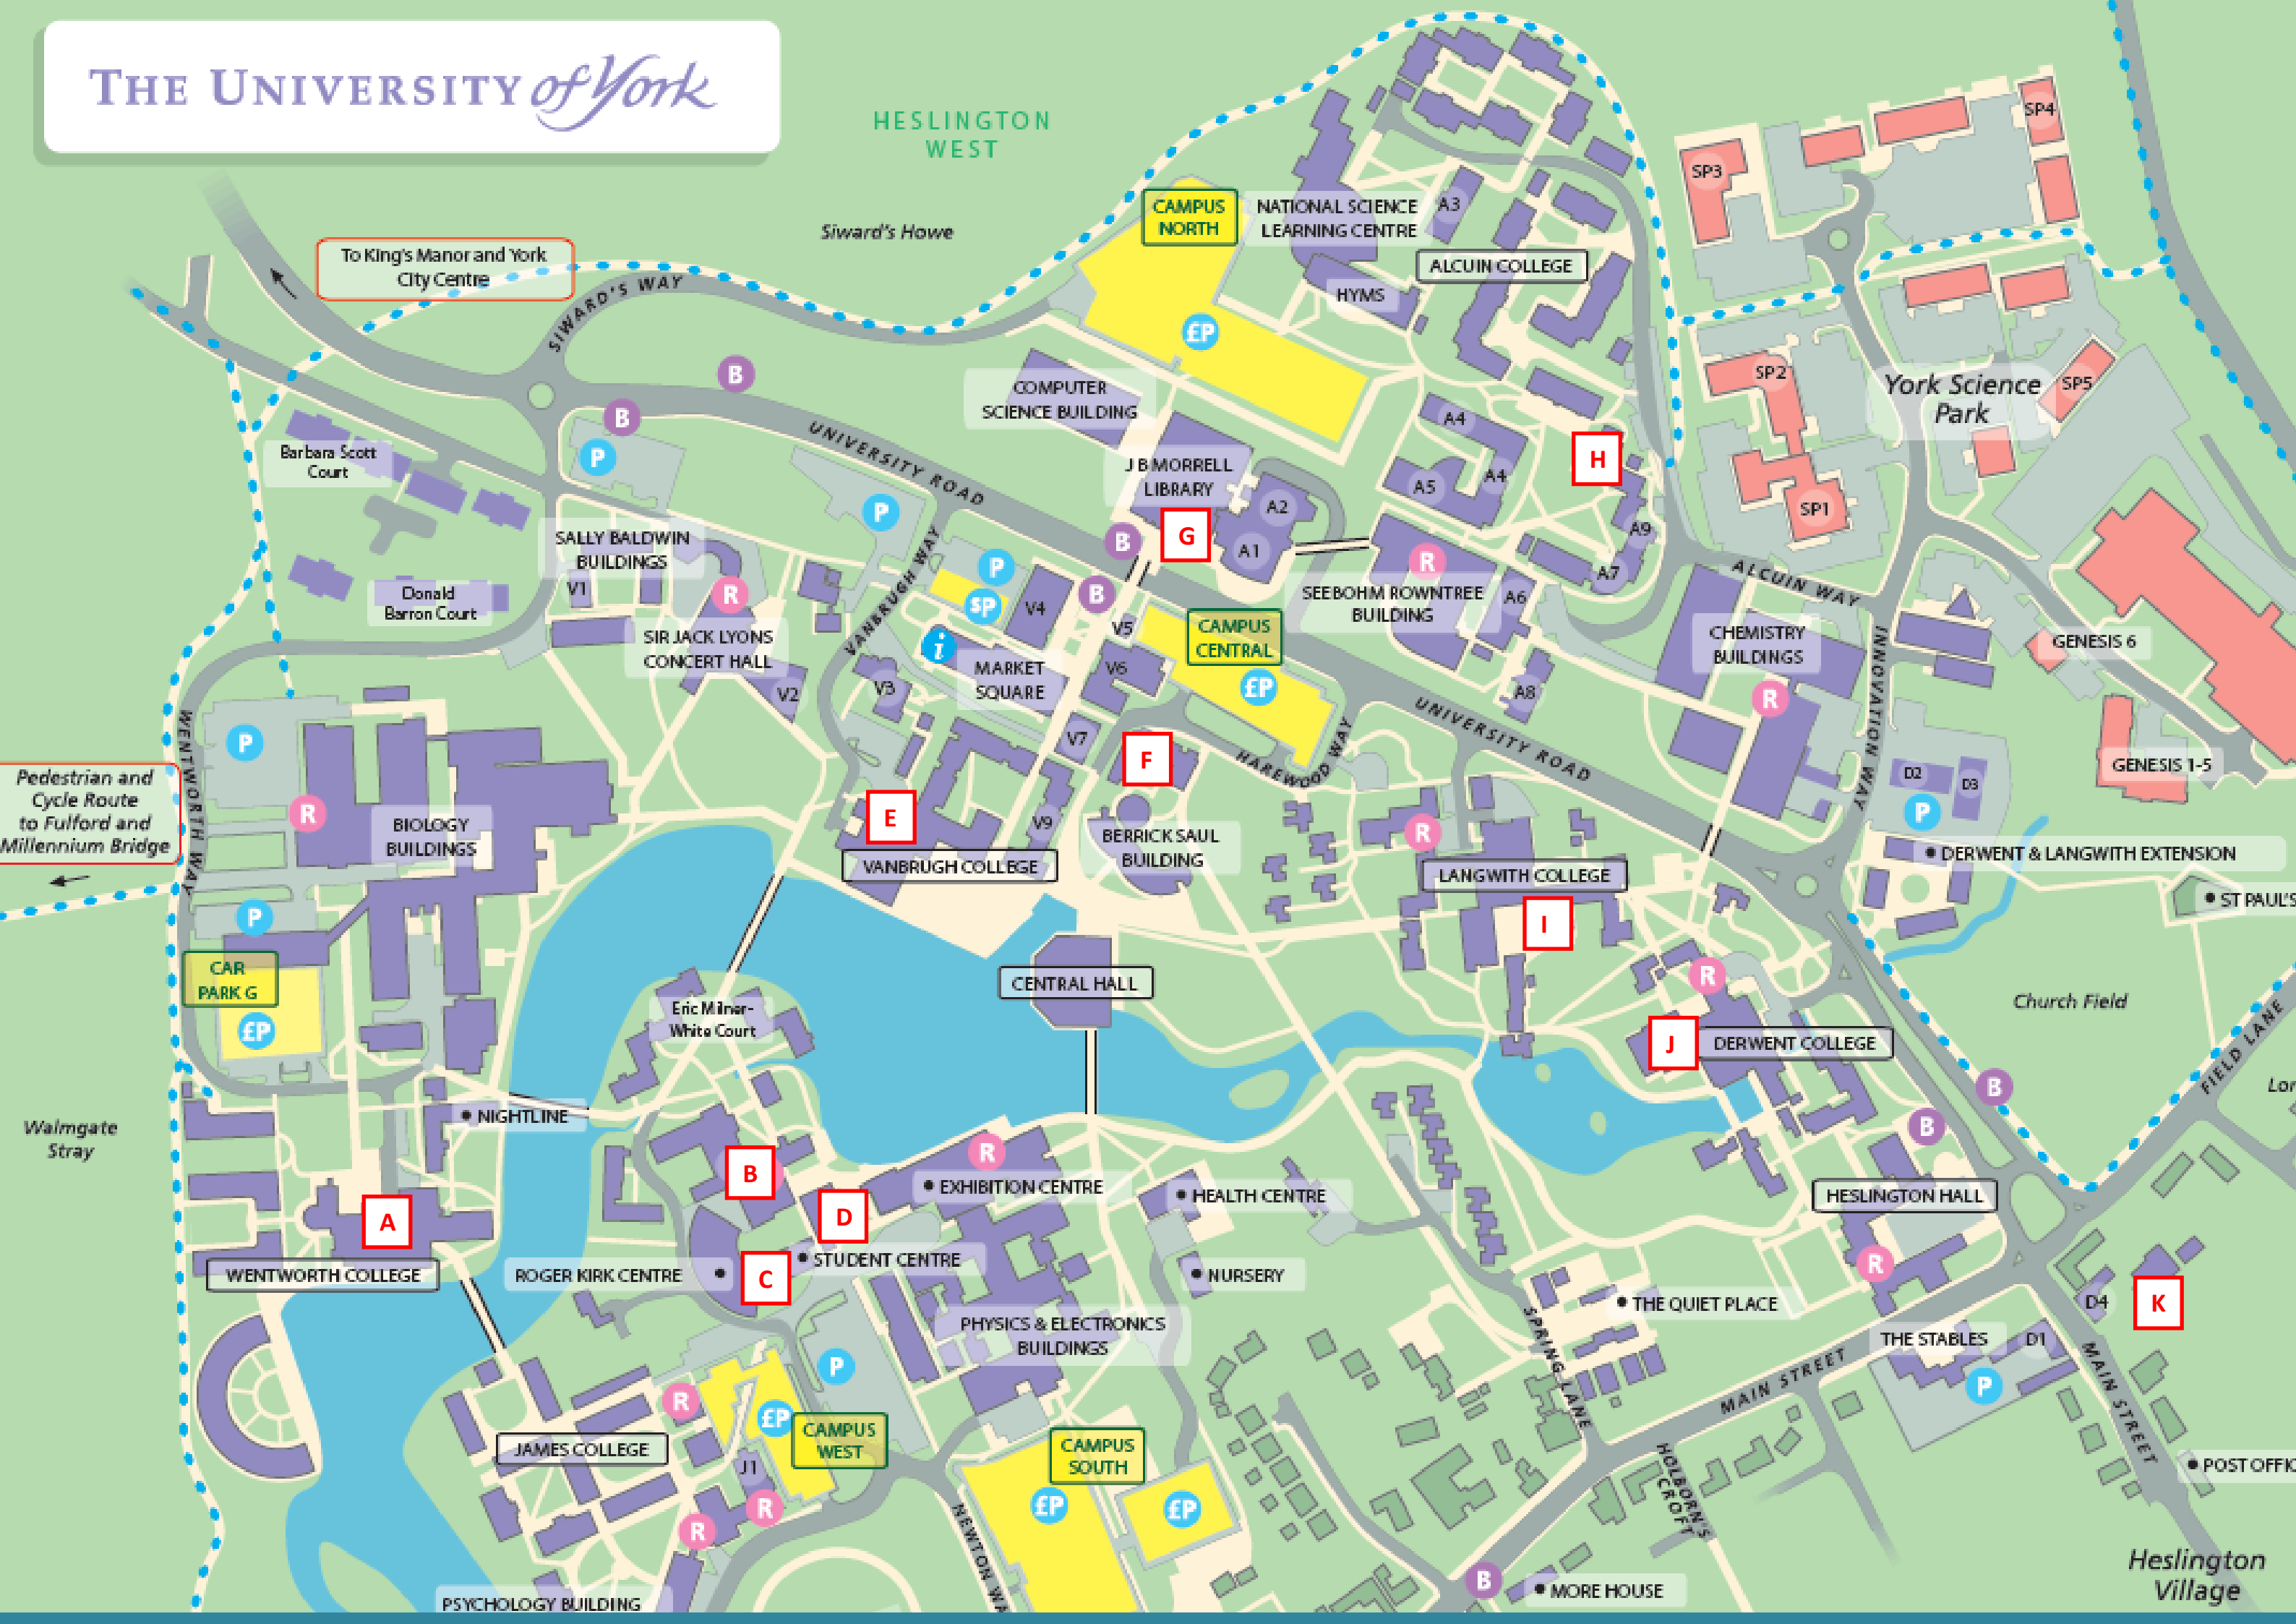 THE UNIVERSITY of York
HESLINGTON
WEST
Siward's Howe
To King's Manor and York
City Centre
SIWARD'S WAY
CAMPUS
NORTH
£P
NATIONAL SCIENCE
LEARNING CENTRE
A3
ALCUIN COLLEGE
HYMS
SP3
SP4
SP2
SP5
SP1
York Science
Park
B
B
P
UNIVERSITY ROAD
COMPUTER
SCIENCE BUILDING
J B MORRELL
LIBRARY
A4
A4
A5
H
A9
A7
A2
A1
G
B
B
Barbara Scott
Court
Donald
Barron Court
SALLY BALDWIN
BUILDINGS
V1
R
SIR JACK LYONS
CONCERT HALL
V2
P
VANBRUGH WAY
P
$P
V4
i
MARKET
SQUARE
V3
V5
V6
V7
CAMPUS
CENTRAL
£P
R
SEEBOHM ROWNTREE
BUILDING
A6
A8
UNIVERSITY ROAD
ALCUIN WAY
CHEMISTRY
BUILDINGS
R
INNOVATION WAY
GENESIS 6
GENESIS 1-5
D2
D3
P
DERWENT & LANGWITH EXTENSION
ST PAUL'S
WENTWORTH WAY
P
R
BIOLOGY
BUILDINGS
P
Pedestrian and
Cycle Route
to Fulford and
Millennium Bridge
CAR
PARK G
£P
E
V9
VANBRUGH COLLEGE
F
HAREWOOD WAY
BERRICK SAUL
BUILDING
R
LANGWITH COLLEGE
I
CENTRAL HALL
Eric Milner-
White Court
R
J
DERWENT COLLEGE
Church Field
FIELD LANE
Lor
B
B
HESLINGTON HALL
R
Walmgate
Stray
NIGHTLINE
A
WENTWORTH COLLEGE
B
D
R
EXHIBITION CENTRE
STUDENT CENTRE
ROGER KIRK CENTRE
C
HEALTH CENTRE
NURSERY
PHYSICS & ELECTRONICS
BUILDINGS
P
THE QUIET PLACE
SPRING LANE
THE STABLES
D1
P
D4
K
MAIN STREET
MAIN STREET
HOLBORN'S
CROFT
POST OFFIC
R
£P
CAMPUS
WEST
JAMES COLLEGE
J1
R
R
CAMPUS
SOUTH
£P
£P
NEWTON WA
B
MORE HOUSE
PSYCHOLOGY BUILDING
Heslington
Village